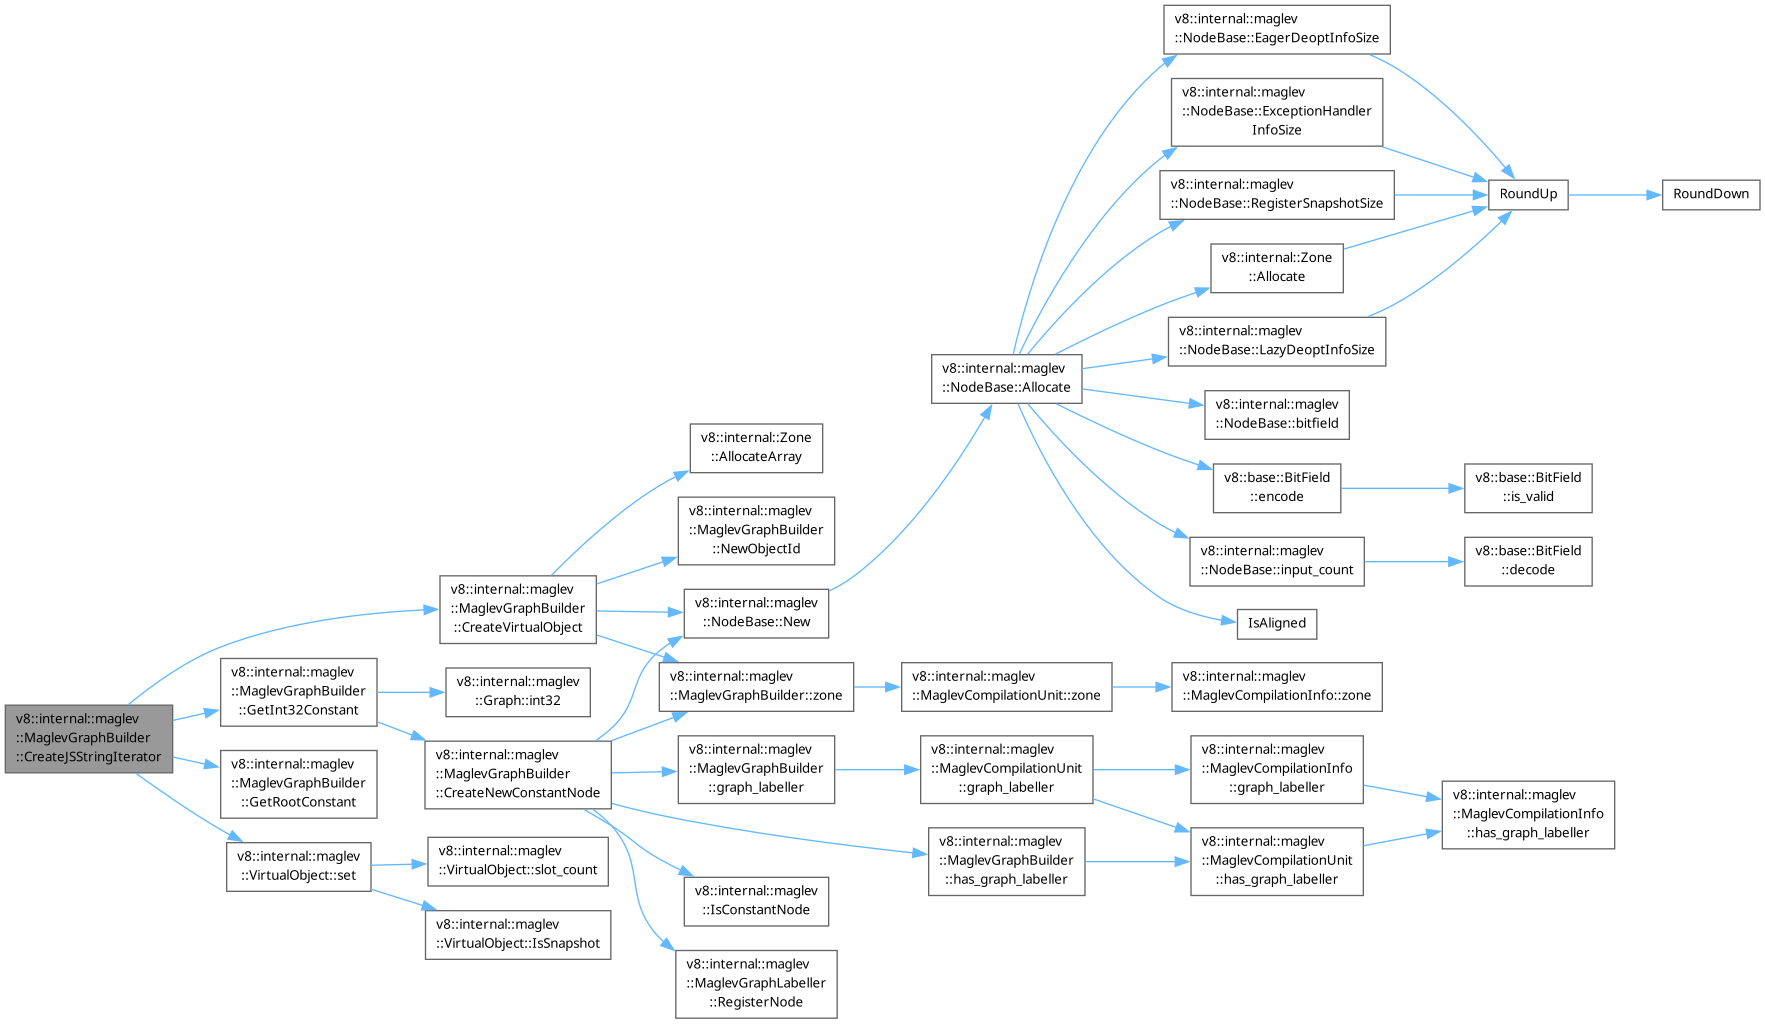 v8::internal::maglev
::MaglevGraphBuilder
::CreateJSStringIterator
v8::internal::maglev
::MaglevGraphBuilder
::GetInt32Constant
v8::internal::maglev
::MaglevGraphBuilder
::GetRootConstant
v8::internal::maglev
::VirtualObject::set
v8::internal::maglev
::MaglevGraphBuilder
::CreateVirtualObject
v8::internal::maglev
::Graph::int32
v8::internal::maglev
::MaglevGraphBuilder
::CreateNewConstantNode
v8::internal::maglev
::VirtualObject::slot_count
v8::internal::maglev
::VirtualObject::IsSnapshot
v8::internal::Zone
::AllocateArray
v8::internal::maglev
::MaglevGraphBuilder
::NewObjectId
v8::internal::maglev
::NodeBase::New
v8::internal::maglev
::MaglevGraphBuilder::zone
v8::internal::maglev
::MaglevGraphBuilder
::graph_labeller
v8::internal::maglev
::IsConstantNode
v8::internal::maglev
::MaglevGraphLabeller
::RegisterNode
v8::internal::maglev
::NodeBase::Allocate
v8::internal::maglev
::MaglevCompilationUnit::zone
v8::internal::maglev
::MaglevCompilationUnit
::graph_labeller
v8::internal::maglev
::MaglevGraphBuilder
::has_graph_labeller
v8::internal::maglev
::NodeBase::EagerDeoptInfoSize
v8::internal::maglev
::NodeBase::ExceptionHandler
InfoSize
v8::internal::maglev
::NodeBase::RegisterSnapshotSize
v8::internal::Zone
::Allocate
v8::internal::maglev
::NodeBase::LazyDeoptInfoSize
v8::internal::maglev
::NodeBase::bitfield
v8::base::BitField
::encode
v8::internal::maglev
::NodeBase::input_count
IsAligned
v8::internal::maglev
::MaglevCompilationInfo::zone
v8::internal::maglev
::MaglevCompilationInfo
::graph_labeller
v8::internal::maglev
::MaglevCompilationUnit
::has_graph_labeller
RoundUp
v8::base::BitField
::is_valid
v8::base::BitField
::decode
v8::internal::maglev
::MaglevCompilationInfo
::has_graph_labeller
RoundDown